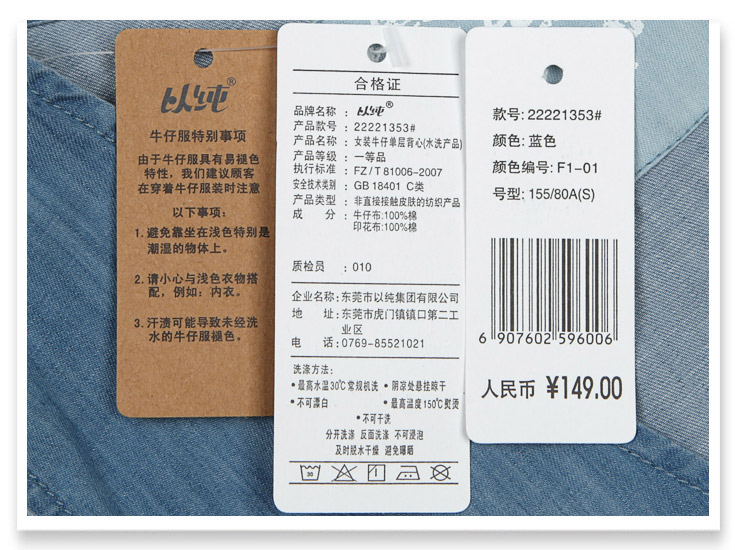 以纯®
牛仔服特别事项
由于牛仔服具有易褪色
特性，我们建议顾客
在穿着牛仔服装时注意
以下事项：
1. 避免靠坐在浅色特别是
潮湿的物体上。
2. 请小心与浅色衣物搭
配，例如：内衣。
3. 汗渍可能导致未经洗
水的牛仔服褪色。
合格证
品牌名称：以纯®
产品款号：22221353#
产品名称：女装牛仔单层背心(水洗产品)
产品等级：一等品
执行标准：FZ/T 81006-2007
安全技术类别：GB 18401 C类
产品类型：非直接接触皮肤的纺织产品
成 分：牛仔布:100%棉
印花布:100%棉
质检员：010
企业名称：东莞市以纯集团有限公司
地 址：东莞市虎门镇镇口第二工
业区
电 话：0769-85521021
洗涤方法：
•最高水温30℃常规机洗 •阴凉处悬挂晾干
•不可漂白 •最高温度150℃熨烫
•不可干洗
分开洗涤 反面洗涤 不可浸泡
及时脱水干燥 避免曝晒
款号：22221353#
颜色：蓝色
颜色编号：F1-01
号型：155/80A(S)
6 907602 596006
人民币 ¥149.00